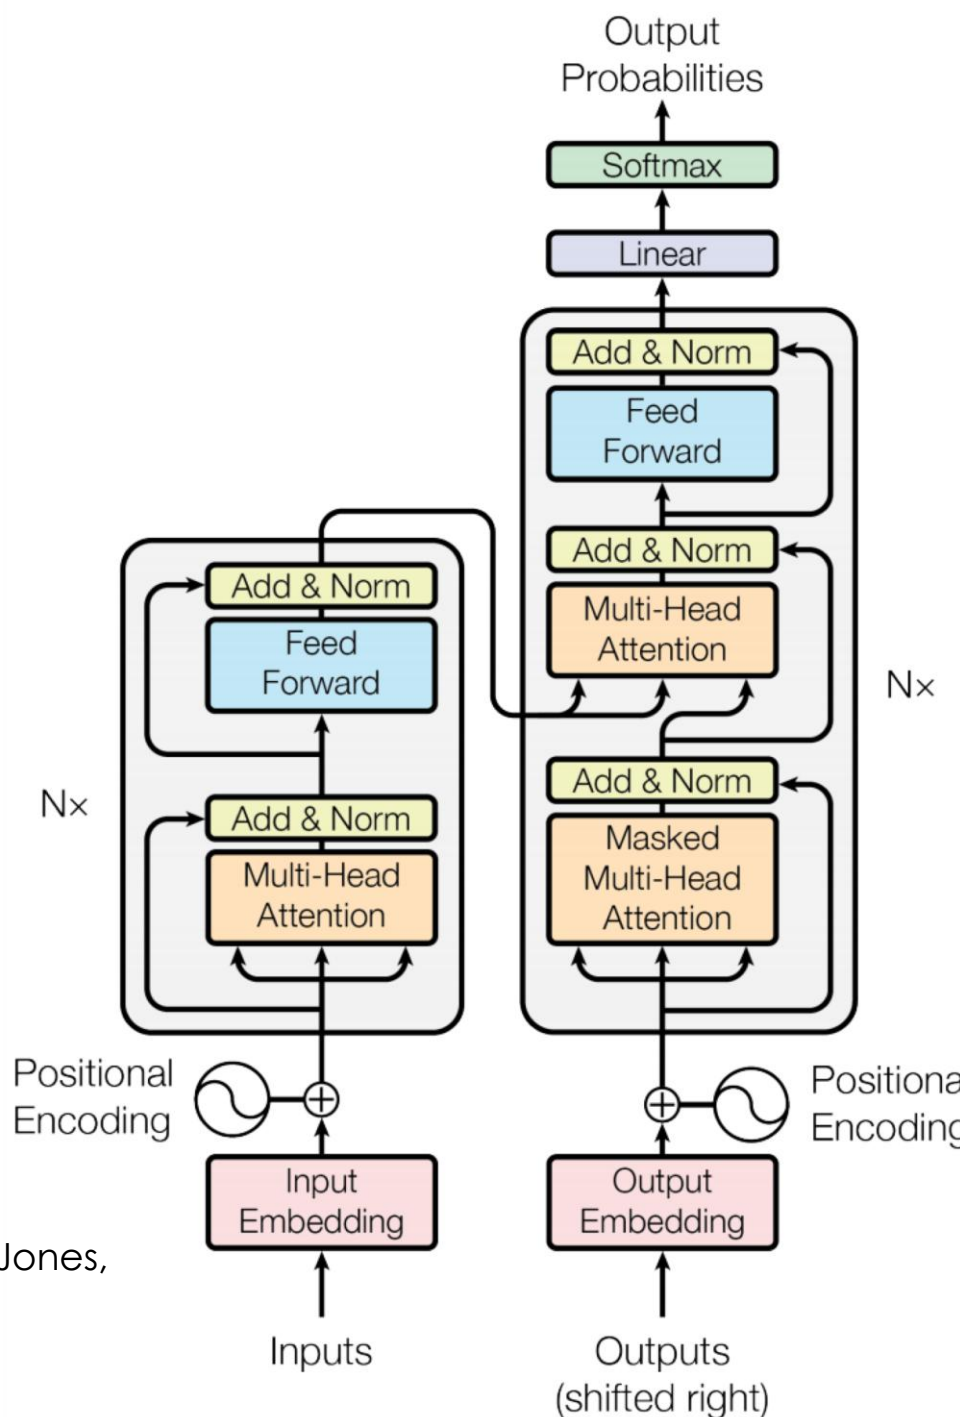 Output
Probabilities
Softmax
Linear
Add & Norm
Feed
Forward
Add & Norm
Multi-Head
Attention
N×
Add & Norm
Masked
Multi-Head
Attention
Add & Norm
Feed
Forward
N×
Add & Norm
Multi-Head
Attention
Positional
Encoding
Positiona
Encoding
Input
Embedding
Output
Embedding
Jones,
Inputs
Outputs
(shifted right)